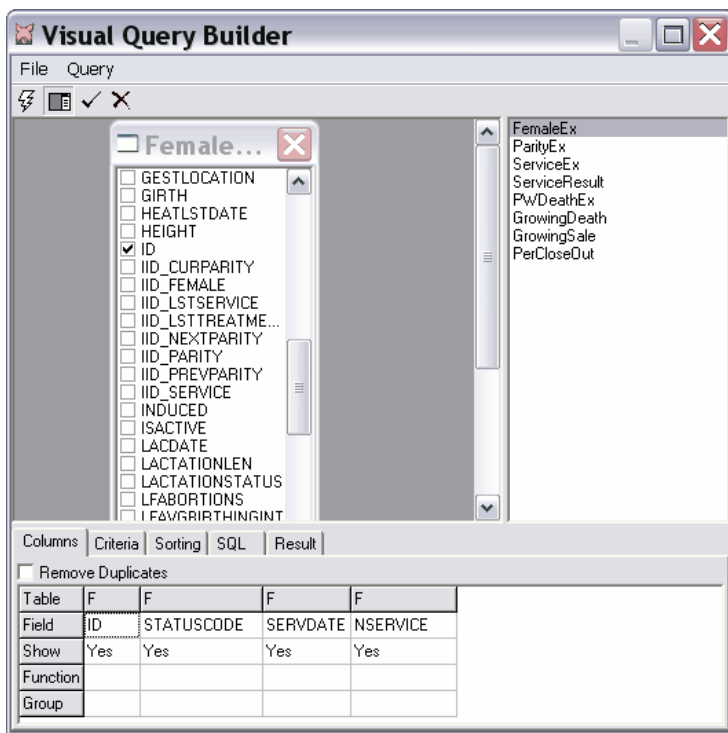 Visual Query Builder
File Query
Female...
GESTLOCATION
GIRTH
HEATLSTDATE
HEIGHT
ID
IID_CURPARITY
IID_FEMALE
IID_LSTSERVICE
IID_LSTTREATME...
IID_NEXTPARITY
IID_PARITY
IID_PREVPARITY
IID_SERVICE
INDUCED
ISACTIVE
LACDATE
LACTATIONLEN
LACTATIONSTATUS
LFABORTIONS
LFAVGBIRTHINGINT
FemaleEx
ParityEx
ServiceEx
ServiceResult
PWDeathEx
GrowingDeath
GrowingSale
PerCloseOut
Columns Criteria Sorting SQL Result
Remove Duplicates
Table F F F F
Field ID STATUSCODE SERVDATE NSERVICE
Show Yes Yes Yes Yes
Function
Group